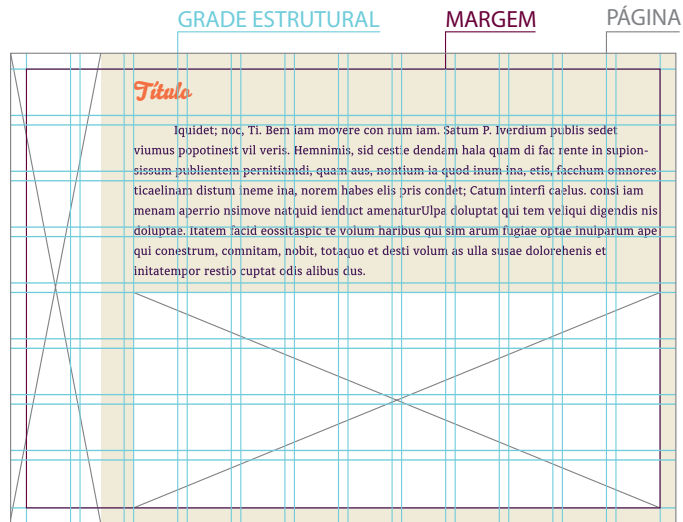 GRADE ESTRUTURAL
MARGEM
PÁGINA
Título
Iquidet; noc, Ti. Bem iam movere con num iam. Satum P. Iverdium publis sedet
viumus popotinest vil veris. Hemnimis, sid cestie dendam hala quam di fac rente in supion-
sissum publientem pernitiamdi, quam aus, nontium ia quod inum ina, etis, facchum omnores
ticaelinam distum ineme ina, norem habes elis pris condet; Catum interfi caelus. consi iam
menam aperrio nsimove natquid ienduct amenaturUlpa doluptat qui tem veliqui digendis nis
doluptae. Itatem facid eossitaspic te volum haribus qui sim arum fugiae optae inulparum ape
qui conestrum, comnitam, nobit, totaquo et desti volum as ulla susae dolorehenis et
initatempor restio cuptat odis alibus dus.